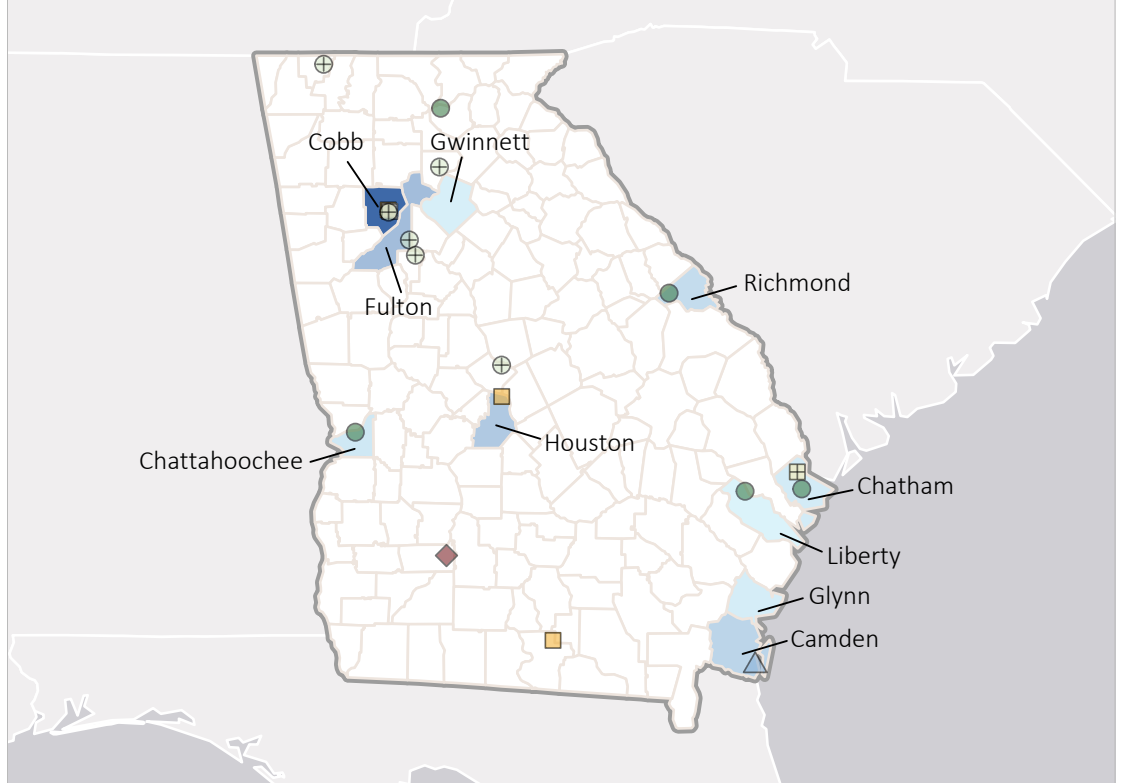 Cobb
Gwinnett
Fulton
Richmond
Houston
Chattahoochee
Chatham
Liberty
Glynn
Camden